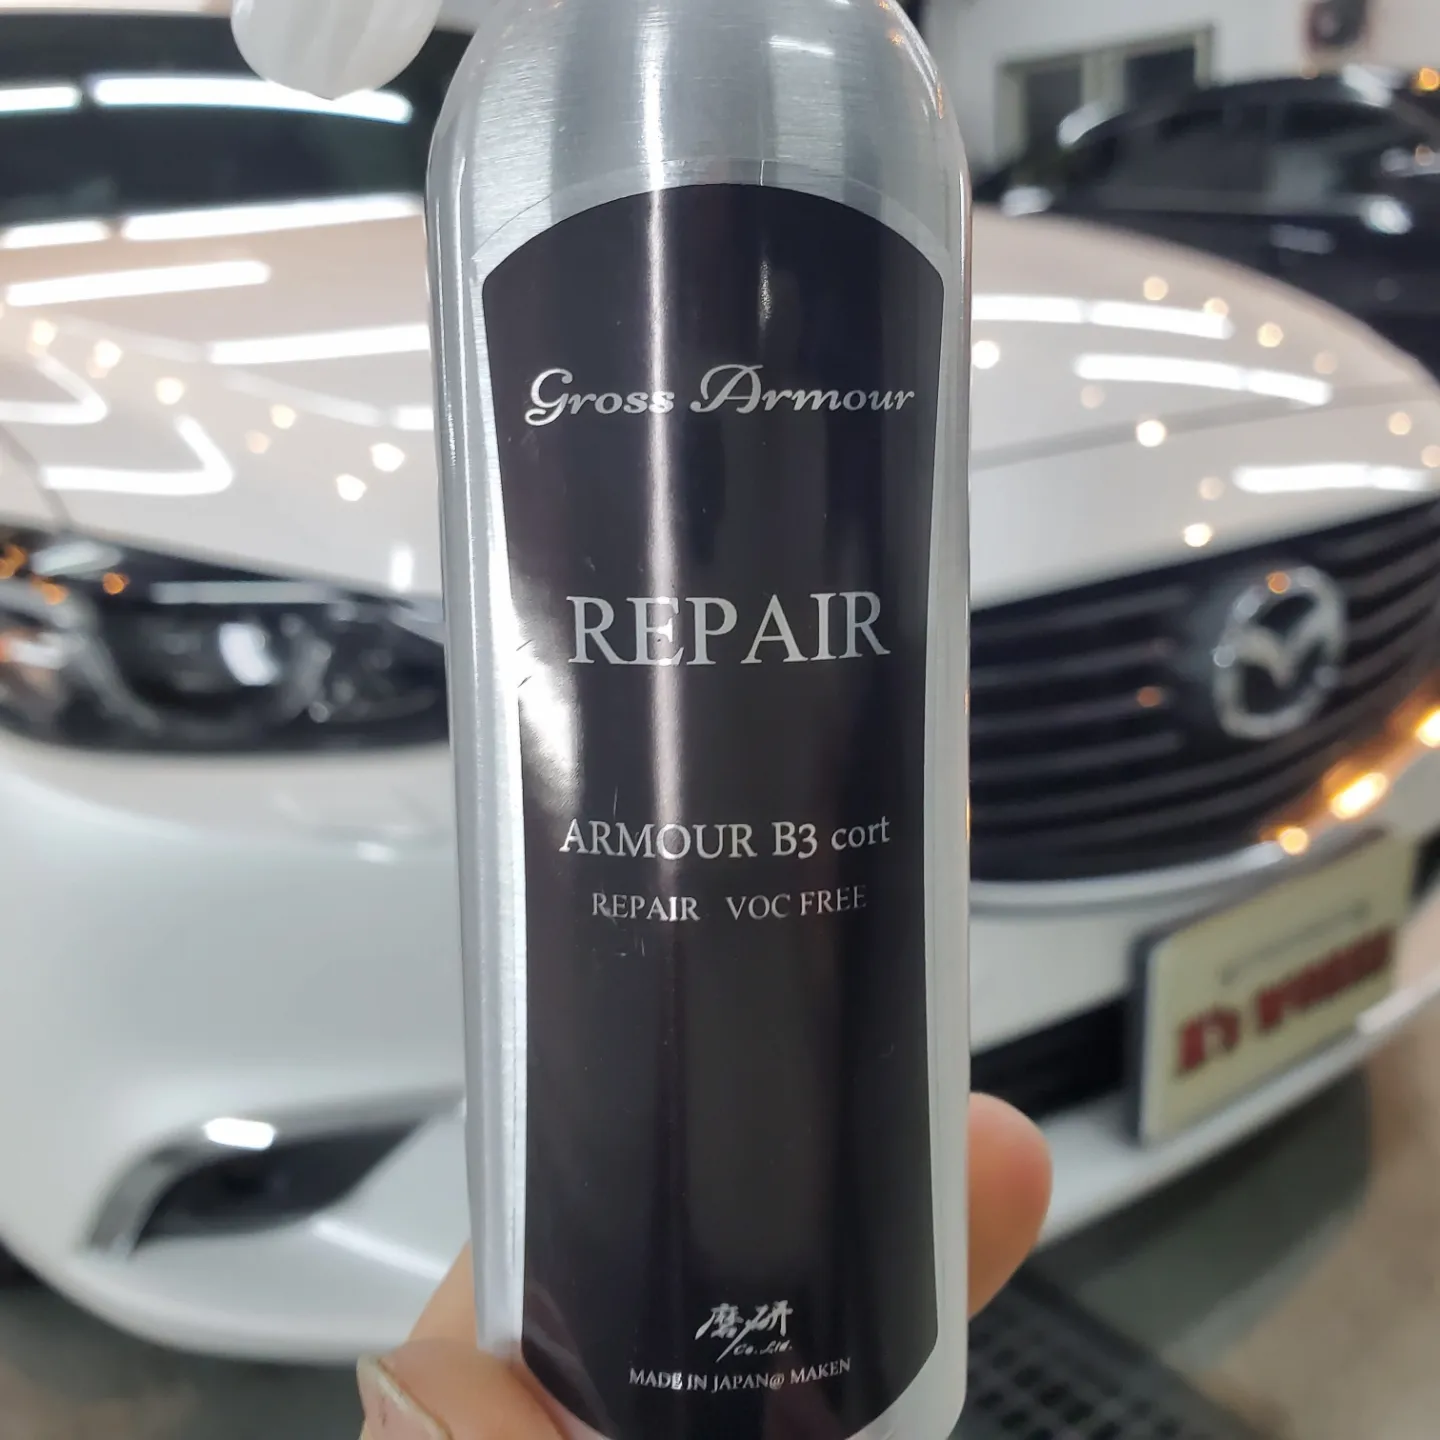 Gross Armour
REPAIR
ARMOUR B3 cort
REPAIR VOC FREE
磨研
Co.,Ltd.
MADE IN JAPAN@ MAKEN